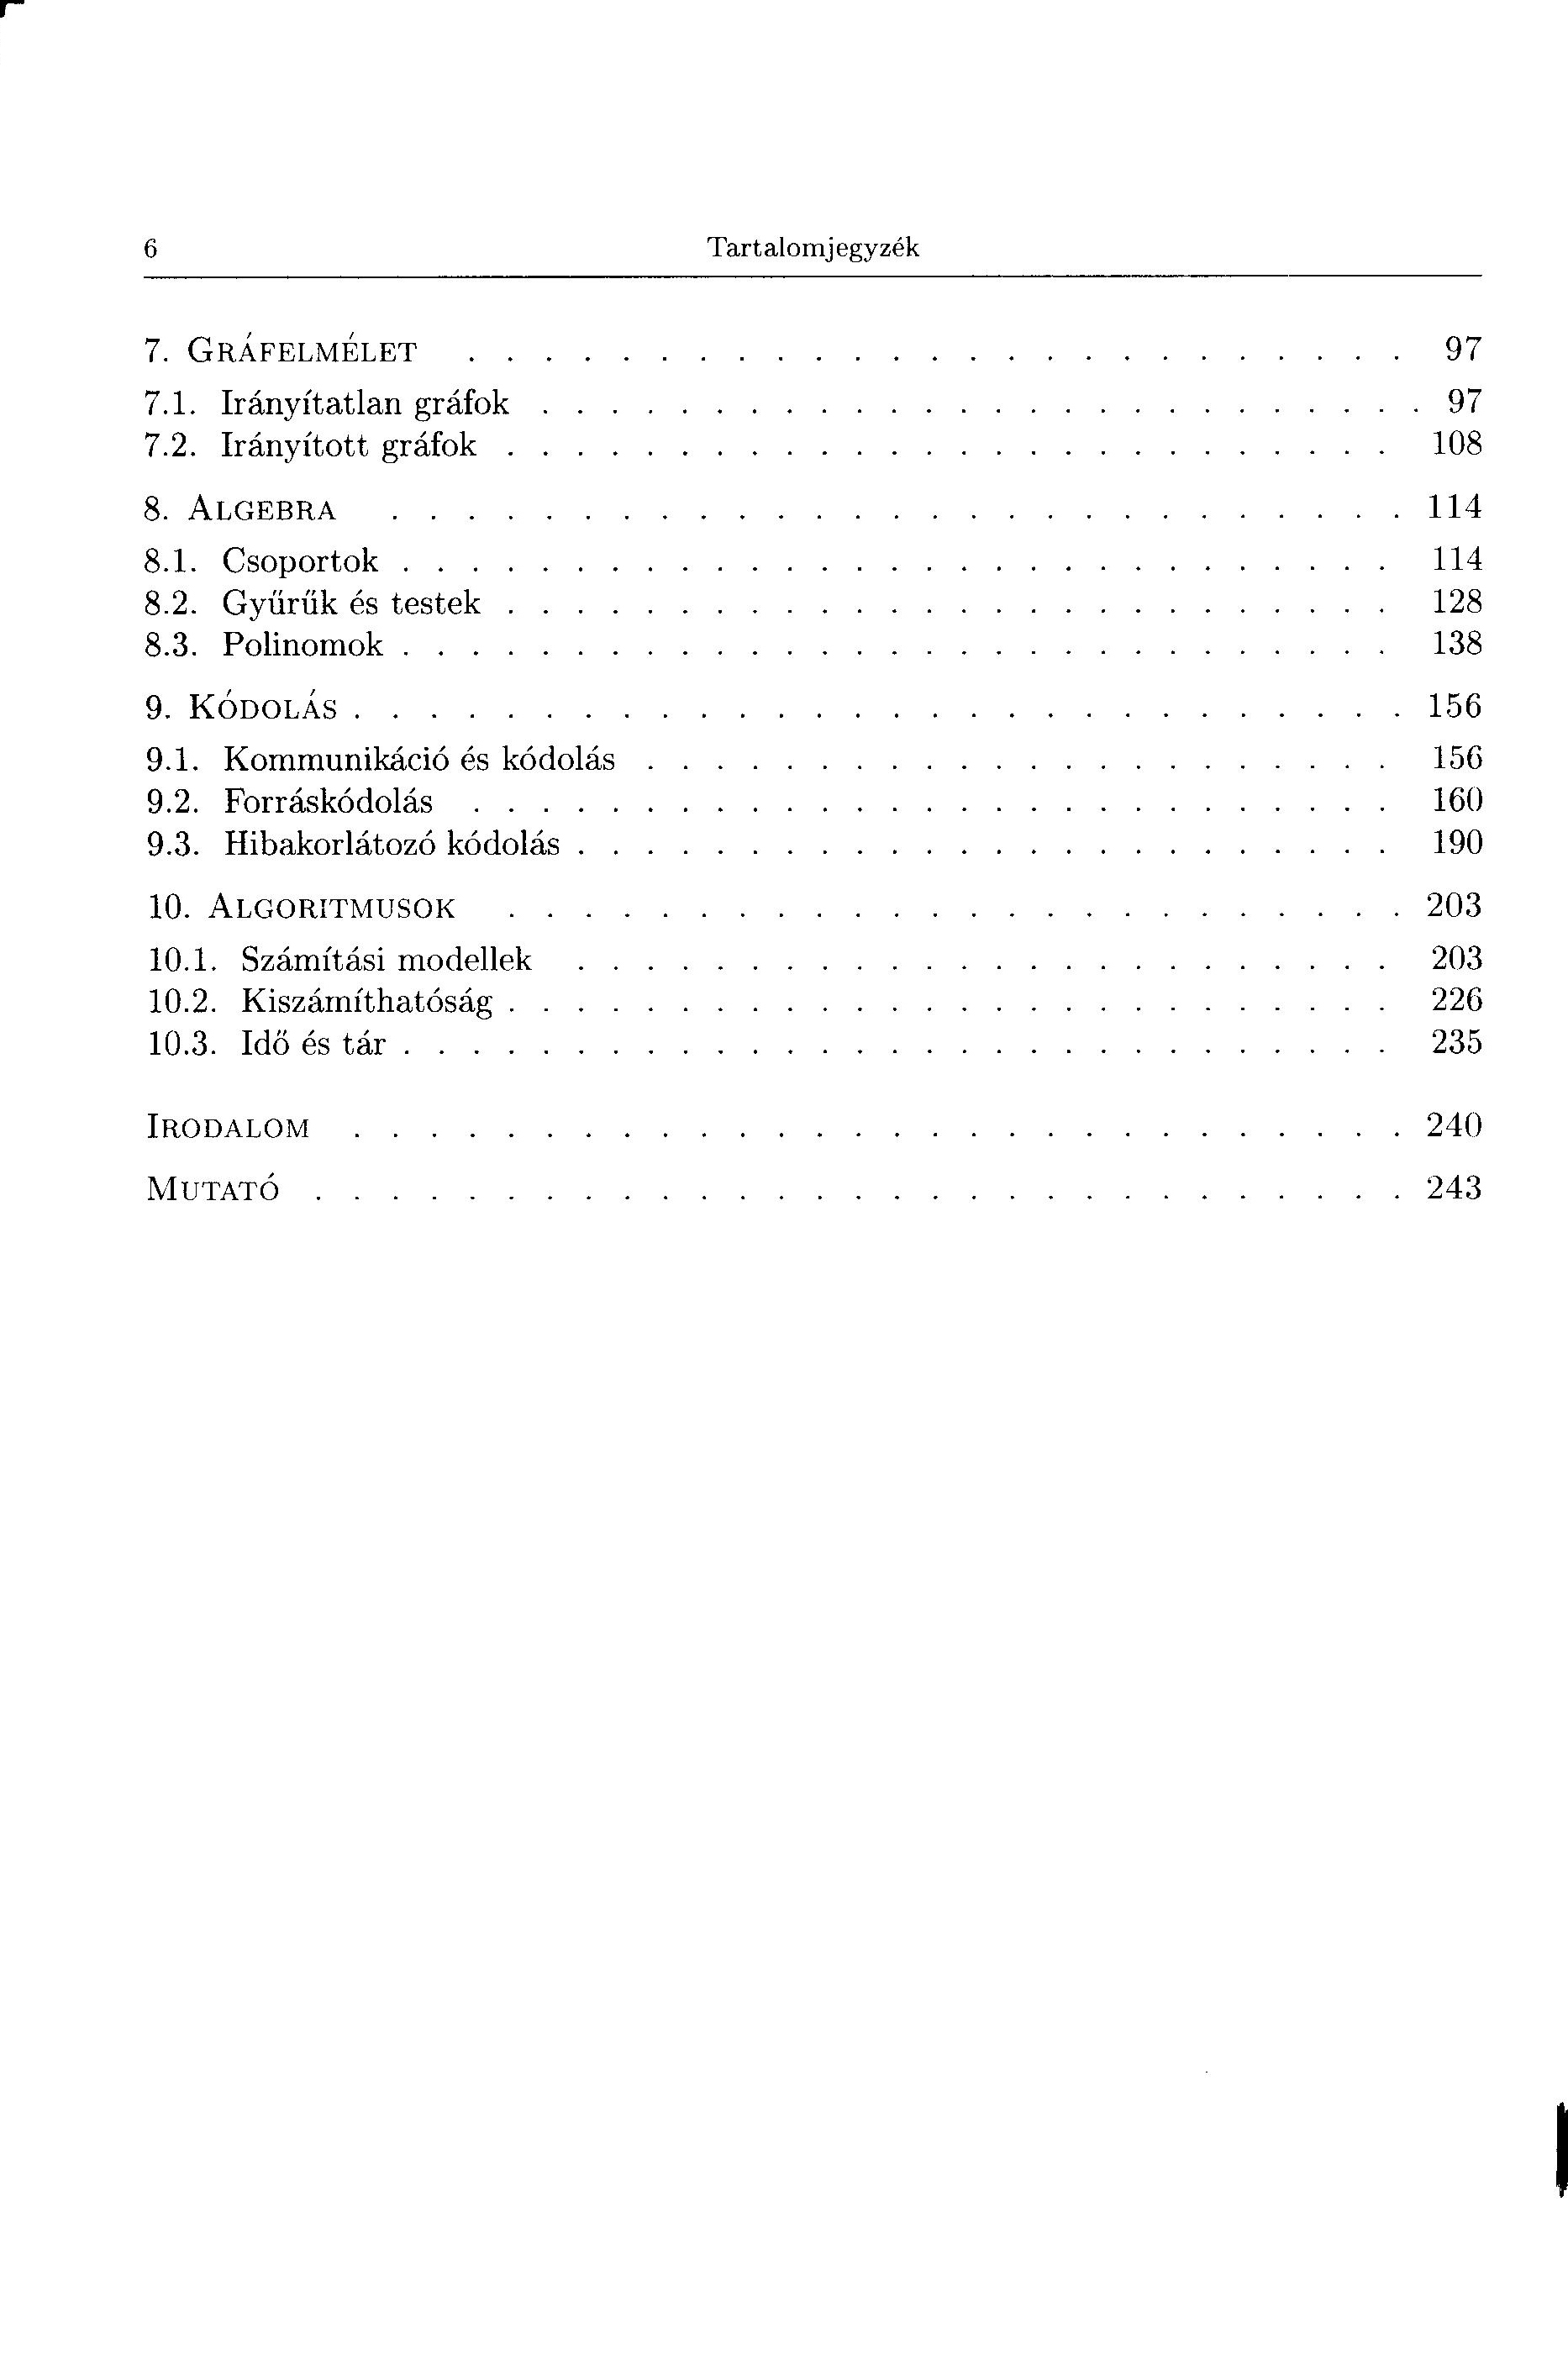 6 Tartalomjegyzék
7. GRÁFELMÉLET . . . . . . . . . . . . . . . . . . . . . . . . . 97
7.1. Irányítatlan gráfok . . . . . . . . . . . . . . . . . . . . . . . . . . 97
7.2. Irányított gráfok . . . . . . . . . . . . . . . . . . . . . . . . . . 108
8. ALGEBRA . . . . . . . . . . . . . . . . . . . . . . . . . . . 114
8.1. Csoportok . . . . . . . . . . . . . . . . . . . . . . . . . . . . . 114
8.2. Gyűrűk és testek . . . . . . . . . . . . . . . . . . . . . . . . . . 128
8.3. Polinomok . . . . . . . . . . . . . . . . . . . . . . . . . . . . . 138
9. KÓDOLÁS . . . . . . . . . . . . . . . . . . . . . . . . . . . . 156
9.1. Kommunikáció és kódolás . . . . . . . . . . . . . . . . . . . . . . 156
9.2. Forráskódolás . . . . . . . . . . . . . . . . . . . . . . . . . . . 160
9.3. Hibakorlátozó kódolás . . . . . . . . . . . . . . . . . . . . . . . . 190
10. ALGORITMUSOK . . . . . . . . . . . . . . . . . . . . . . . . 203
10.1. Számítási modellek . . . . . . . . . . . . . . . . . . . . . . . . 203
10.2. Kiszámíthatóság . . . . . . . . . . . . . . . . . . . . . . . . . . 226
10.3. Idő és tár . . . . . . . . . . . . . . . . . . . . . . . . . . . . . 235
IRODALOM . . . . . . . . . . . . . . . . . . . . . . . . . . . . 240
MUTATÓ . . . . . . . . . . . . . . . . . . . . . . . . . . . . . 243